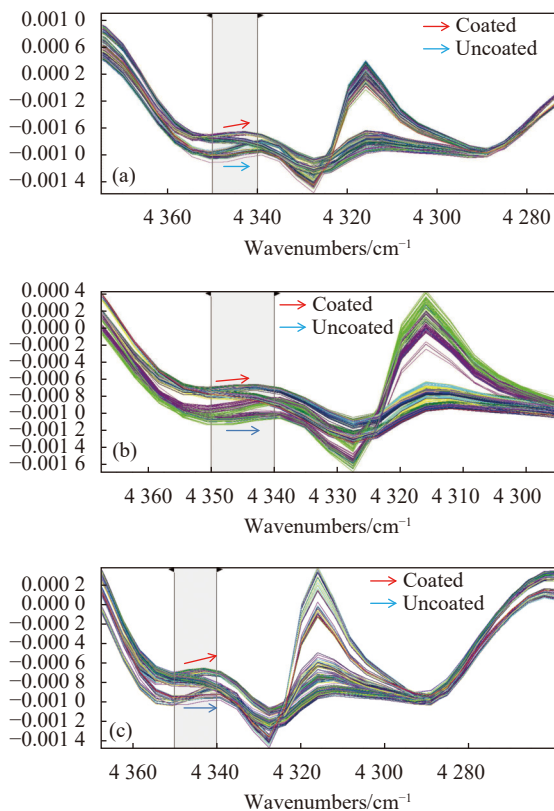 0.001 0
0.000 6
0.000 2
−0.001 2
−0.001 6
−0.001 0
−0.001 4
Coated
Uncoated
(a)
4 360 4 340 4 320 4 300 4 280
Wavenumbers/cm⁻¹
0.000 4
0.000 2
0.000 0
−0.000 2
−0.000 4
−0.000 6
−0.000 8
−0.001 0
−0.001 2
−0.001 4
−0.001 6
Coated
Uncoated
(b)
4 360 4 350 4 340 4 330 4 320 4 310 4 300
Wavenumbers/cm⁻¹
0.000 2
0.000 0
−0.000 2
−0.000 4
−0.000 6
−0.000 8
−0.001 0
−0.001 2
−0.001 4
Coated
Uncoated
(c)
4 360 4 340 4 320 4 300 4 280
Wavenumbers/cm⁻¹